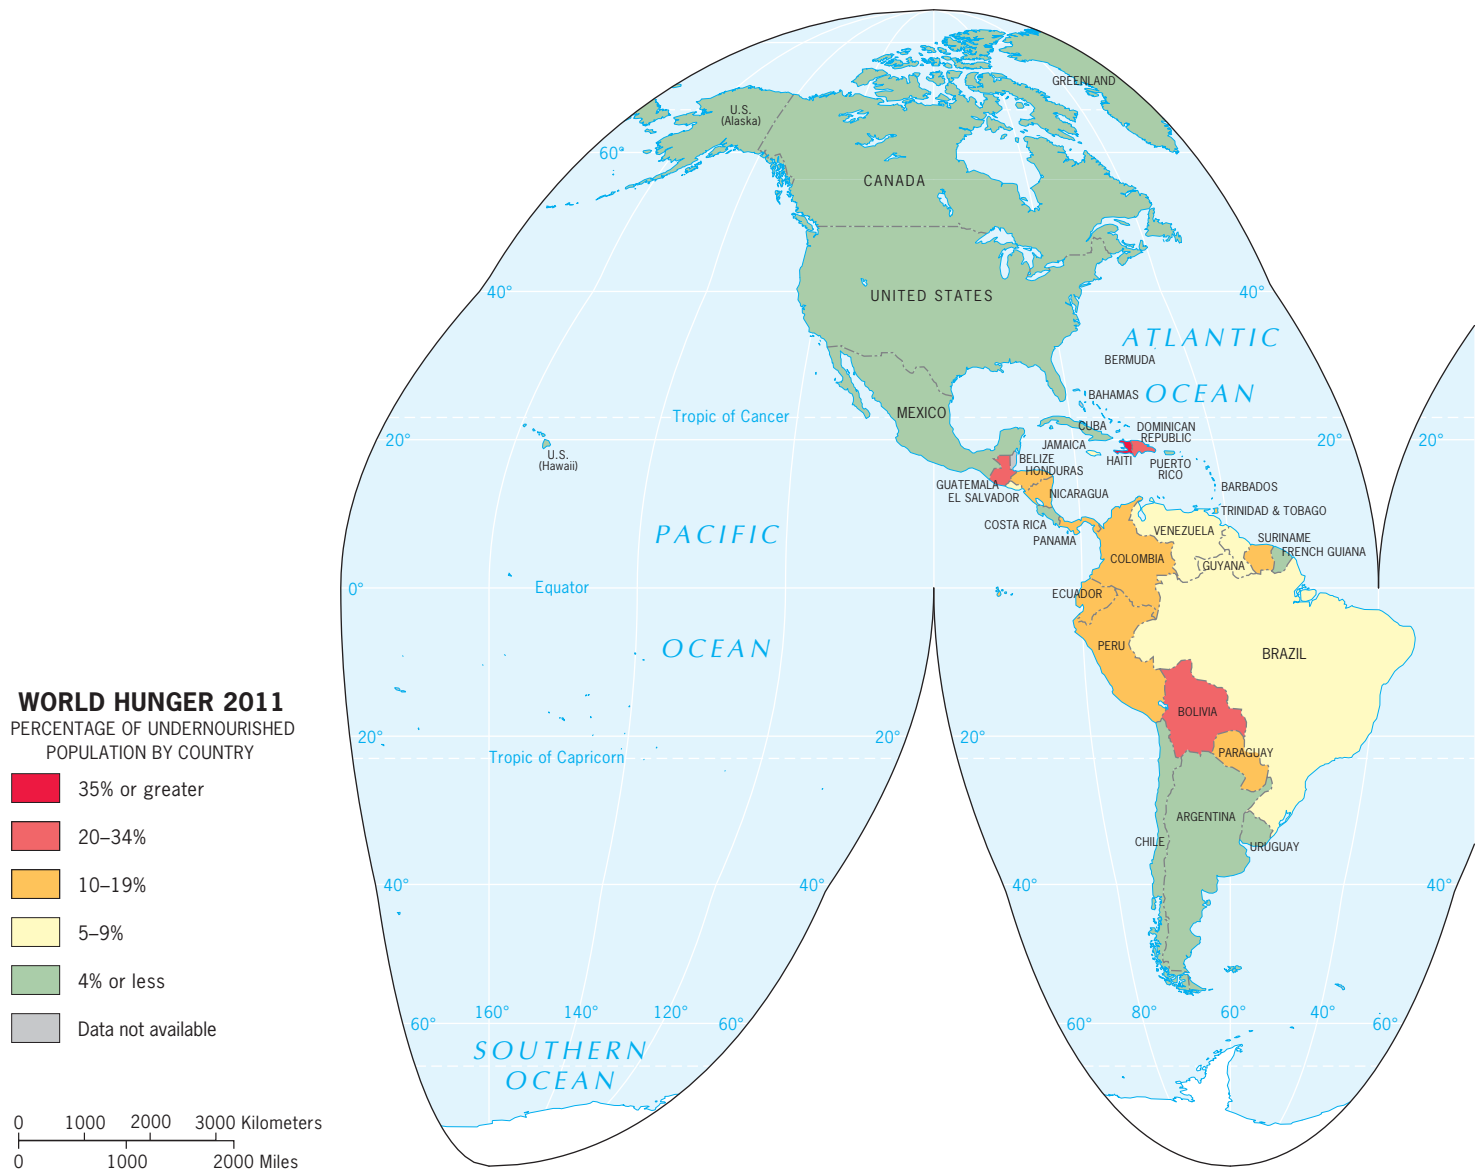 GREENLAND
U.S.
(Alaska)
60°
CANADA
40°
UNITED STATES
40°
ATLANTIC
OCEAN
BERMUDA
BAHAMAS
MEXICO
Tropic of Cancer
CUBA
DOMINICAN
REPUBLIC
20°
20°
20°
JAMAICA
HAITI
PUERTO
RICO
U.S.
(Hawaii)
BELIZE
HONDURAS
GUATEMALA
EL SALVADOR
NICARAGUA
BARBADOS
TRINIDAD & TOBAGO
COSTA RICA
PANAMA
VENEZUELA
SURINAME
FRENCH GUIANA
GUYANA
COLOMBIA
PACIFIC
OCEAN
0°
Equator
ECUADOR
PERU
BRAZIL
BOLIVIA
PARAGUAY
20°
20°
20°
Tropic of Capricorn
ARGENTINA
CHILE
URUGUAY
40°
40°
40°
40°
60°
160°
140°
120°
60°
60°
80°
60°
40°
60°
SOUTHERN
OCEAN
WORLD HUNGER 2011
PERCENTAGE OF UNDERNOURISHED
POPULATION BY COUNTRY
35% or greater
20–34%
10–19%
5–9%
4% or less
Data not available
0 1000 2000 3000 Kilometers
0 1000 2000 Miles